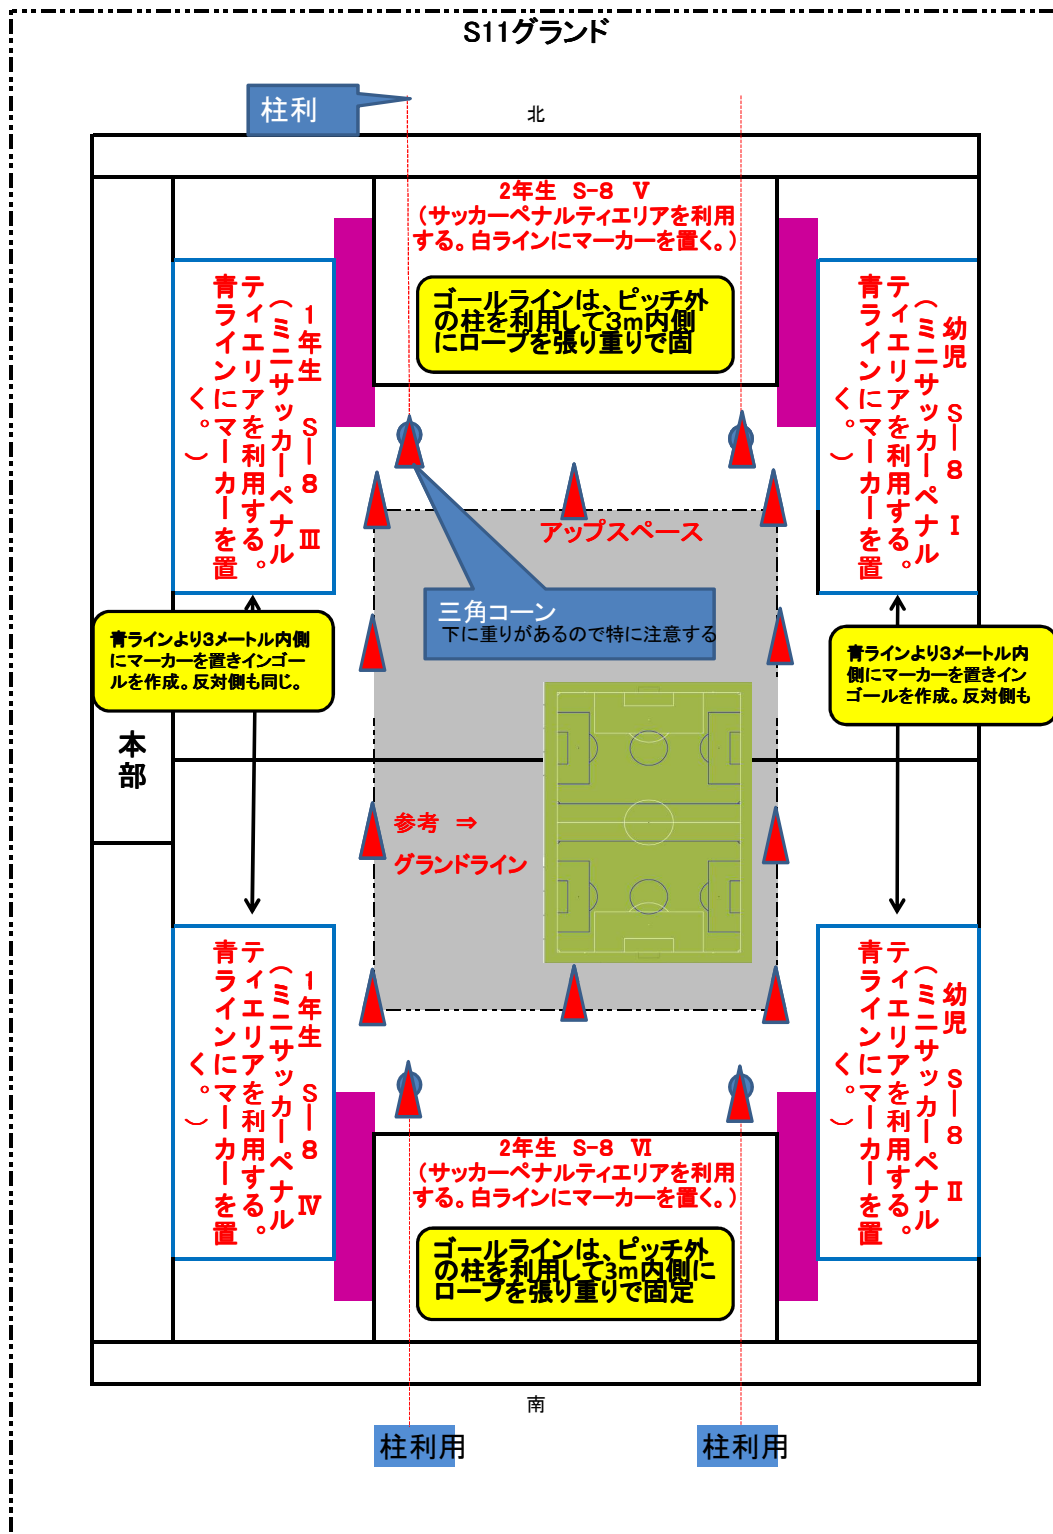 S11グランド
柱利
北
2年生 S-8 Ⅴ
(サッカーペナルティエリアを利用
する。白ラインにマーカーを置く。)
ゴールラインは、ピッチ外
の柱を利用して3m内側
にロープを張り重りで固
1年生 S-8 Ⅲ
(ミニサッカーペナル
ティエリアを利用する。
青ラインにマーカーを置
く。)
幼児 S-8 Ⅰ
(ミニサッカーペナル
ティエリアを利用する。
青ラインにマーカーを置
く。)
アップスペース
三角コーン
下に重りがあるので特に注意する
青ラインより3メートル内側
にマーカーを置きインゴー
ルを作成。反対側も同じ。
青ラインより3メートル内
側にマーカーを置きイン
ゴールを作成。反対側も
本部
参考 ⇒
グランドライン
1年生 S-8 Ⅳ
(ミニサッカーペナル
ティエリアを利用する。
青ラインにマーカーを置
く。)
幼児 S-8 Ⅱ
(ミニサッカーペナル
ティエリアを利用する。
青ラインにマーカーを置
く。)
2年生 S-8 Ⅵ
(サッカーペナルティエリアを利用
する。白ラインにマーカーを置く。)
ゴールラインは、ピッチ外
の柱を利用して3m内側に
ロープを張り重りで固定
南
柱利用
柱利用